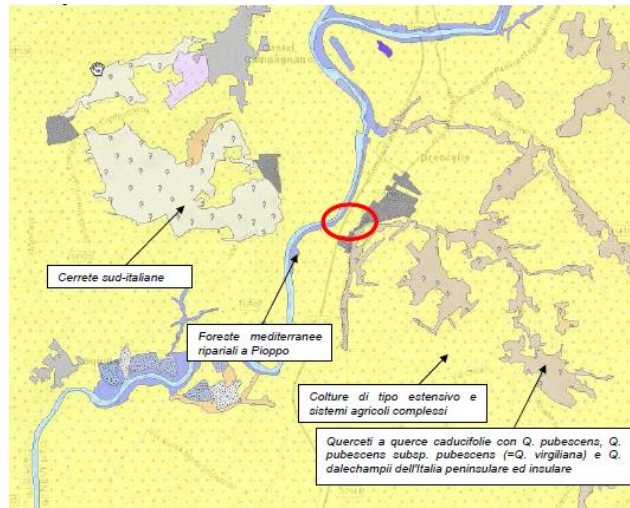 Cerrete sud-italiane
Foreste mediterranee
ripariali a Pioppo
Colture di tipo estensivo e
sistemi agricoli complessi
Querceti a querce caducifolie con Q. pubescens, Q.
pubescens subsp. pubescens (=Q. virgiliana) e Q.
dalechampii dell'Italia peninsulare ed insulare